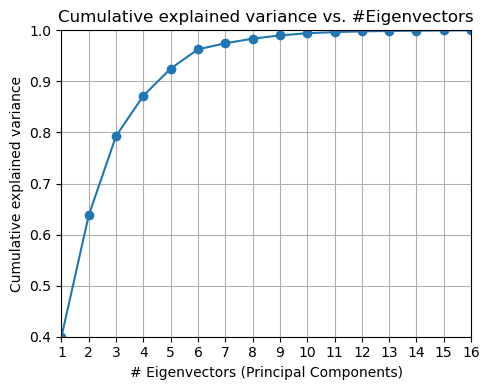 Cumulative explained variance vs. #Eigenvectors
1.0
0.9
0.8
0.7
0.6
0.5
0.4
Cumulative explained variance
1 2 3 4 5 6 7 8 9 10 11 12 13 14 15 16
# Eigenvectors (Principal Components)